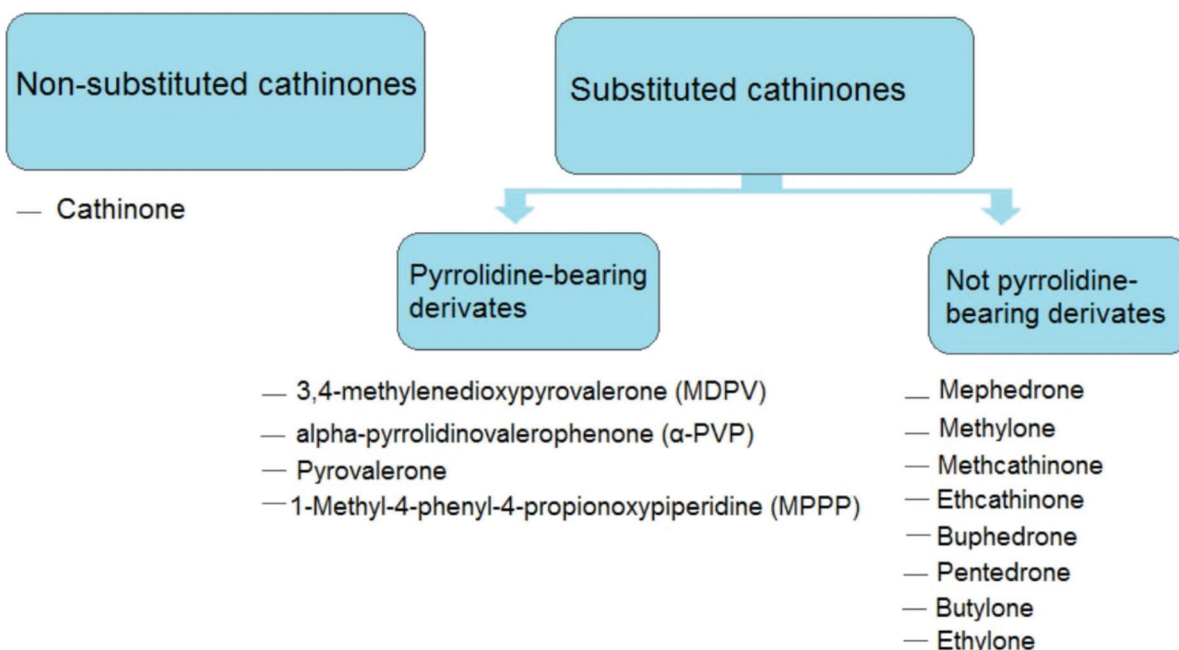 Non-substituted cathinones
— Cathinone
Substituted cathinones
Pyrrolidine-bearing
derivates
— 3,4-methylenedioxypyrovalerone (MDPV)
— alpha-pyrrolidinovalerophenone (α-PVP)
— Pyrovalerone
— 1-Methyl-4-phenyl-4-propionoxypiperidine (MPPP)
Not pyrrolidine-
bearing derivates
— Mephedrone
— Methylone
— Methcathinone
— Ethcathinone
— Buphedrone
— Pentedrone
— Butylone
— Ethylone